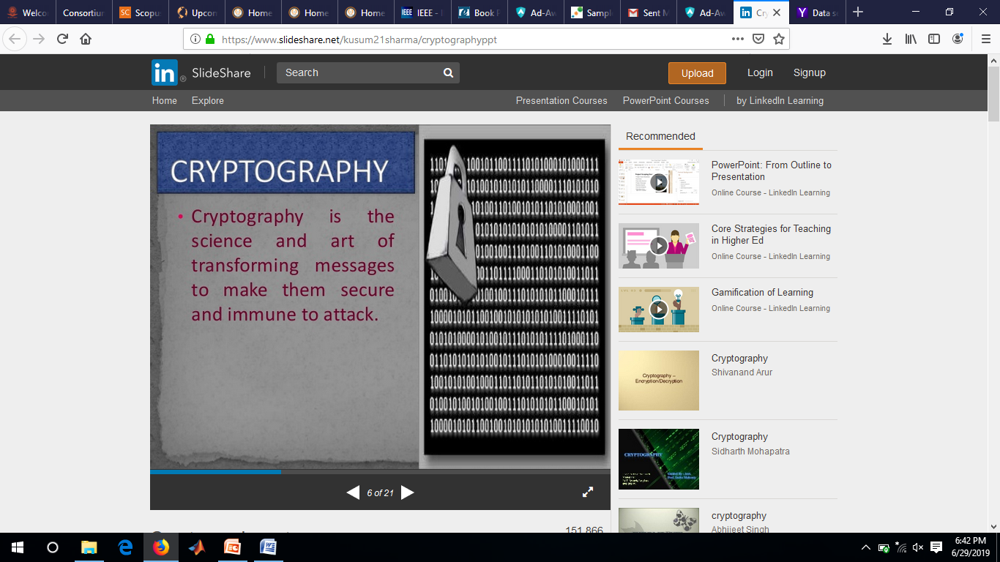 Welco
Consortiun
Scopu
Upcon
Home
Home
Home
IEEE - I
Book P
Ad-Aw
Sampl
Sent M
Ad-Aw
Cry
Data s
https://www.slideshare.net/kusum21sharma/cryptographyppt
in SlideShare
Search
Upload
Login
Signup
Home
Explore
Presentation Courses
PowerPoint Courses
by LinkedIn Learning
CRYPTOGRAPHY
• Cryptography is the
science and art of
transforming messages
to make them secure
and immune to attack.
6 of 21
151,866
Recommended
PowerPoint: From Outline to
Presentation
Online Course - LinkedIn Learning
Core Strategies for Teaching
in Higher Ed
Online Course - LinkedIn Learning
Gamification of Learning
Online Course - LinkedIn Learning
Cryptography –
Encryption/Decryption
Cryptography
Shivanand Arur
CRYPTOGRAPHY
Cryptography
Sidharth Mohapatra
cryptography
Abhijeet Singh
6:42 PM
6/29/2019